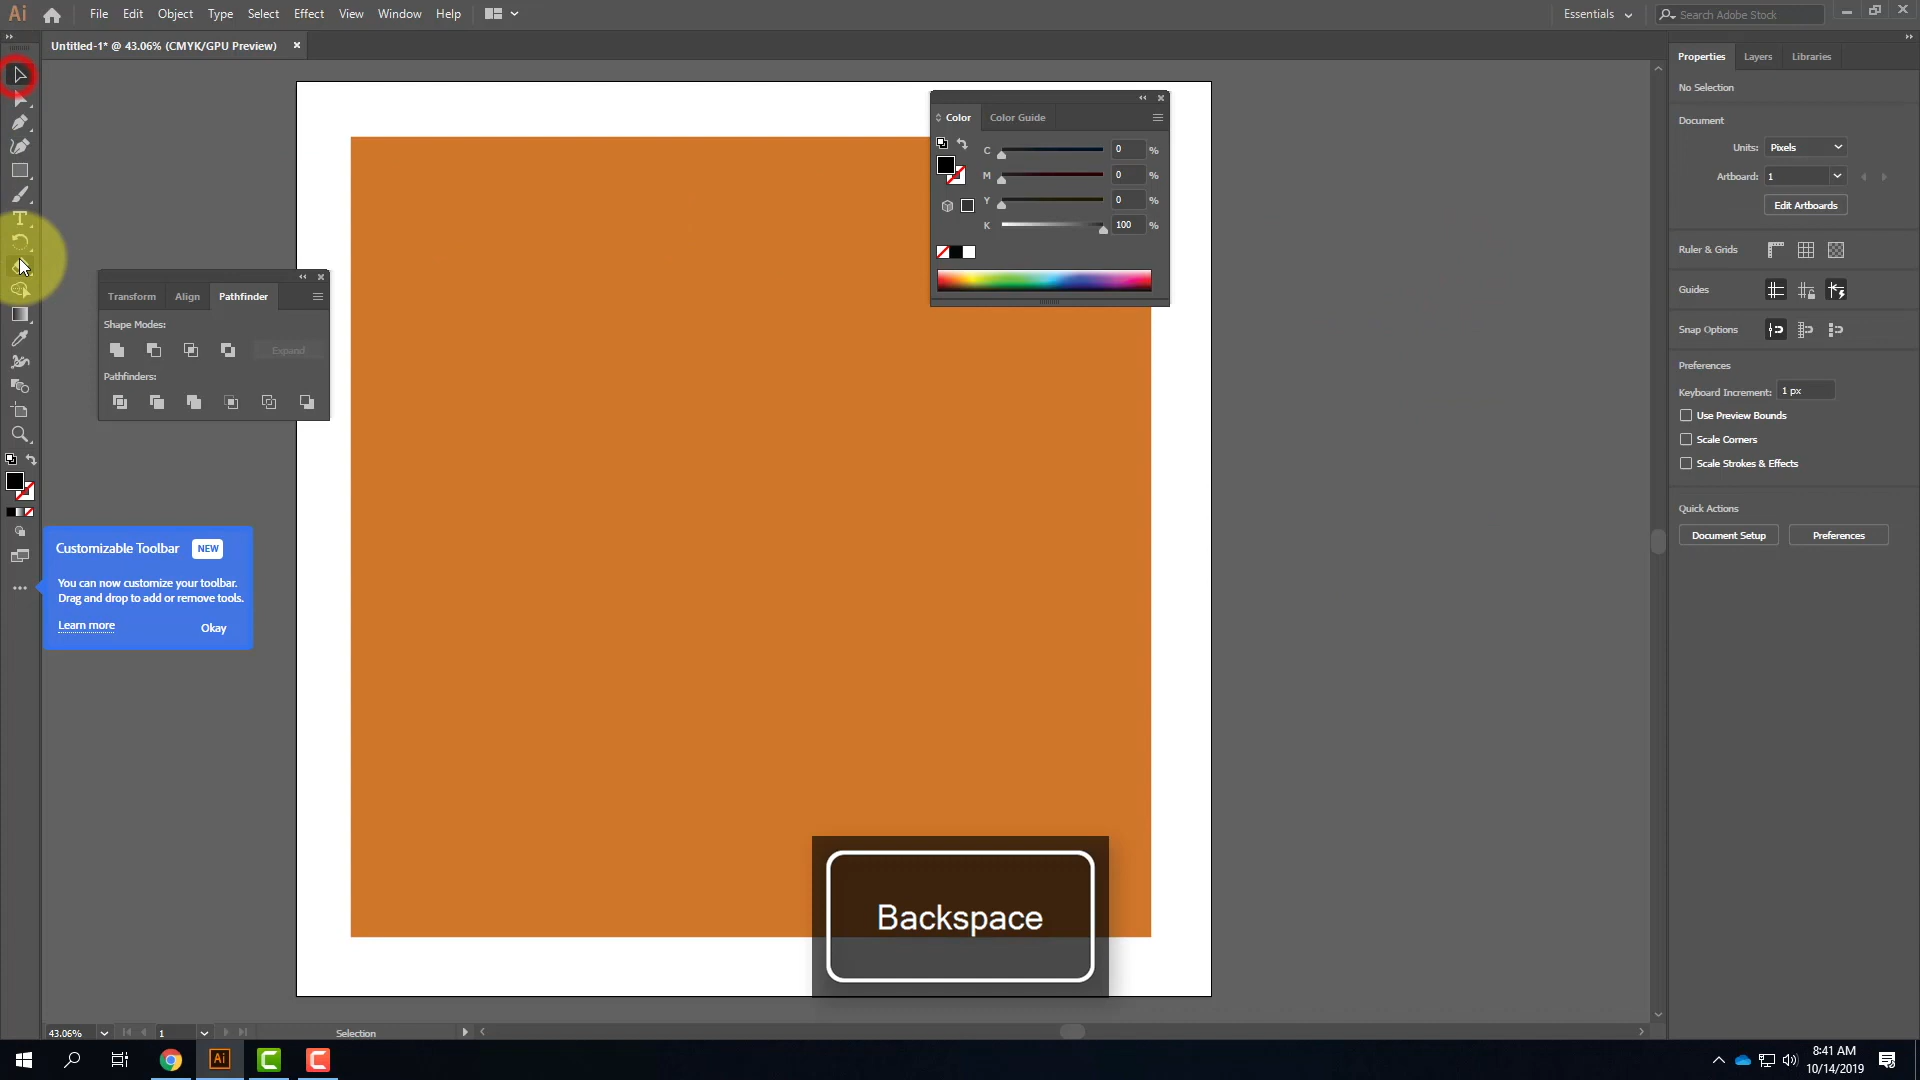 Ai File Edit Object Type Select Effect View Window Help Essentials Search Adobe Stock
Untitled-1* @ 43.06% (CMYK/GPU Preview) ×
Properties Layers Libraries
No Selection
Document
Units: Pixels
Artboard: 1
Edit Artboards
Ruler & Grids
Guides
Snap Options
Preferences
Keyboard Increment: 1 px
Use Preview Bounds
Scale Corners
Scale Strokes & Effects
Quick Actions
Document Setup Preferences
Color Color Guide
C 0 %
M 0 %
Y 0 %
K 100 %
Transform Align Pathfinder
Shape Modes:
Expand
Pathfinders:
Customizable Toolbar NEW
You can now customize your toolbar.
Drag and drop to add or remove tools.
Learn more Okay
Backspace
43.06% 1 Selection
Ai
8:41 AM
10/14/2019